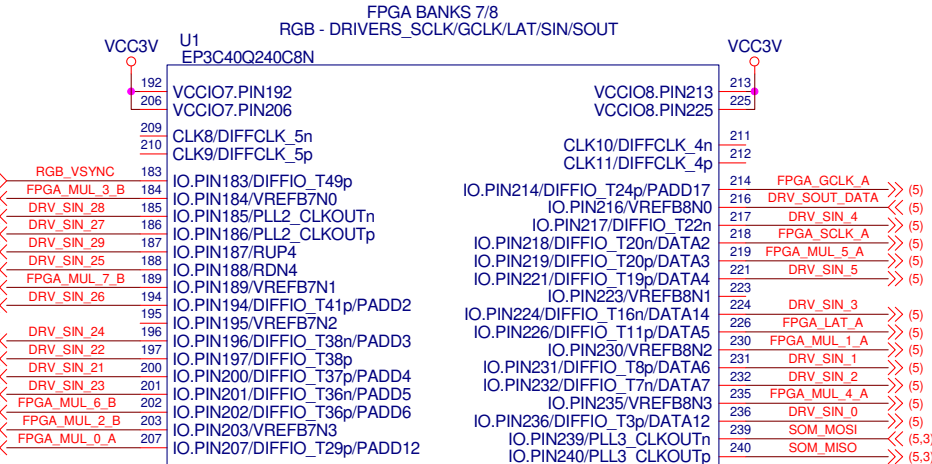 FPGA BANKS 7/8
RGB - DRIVERS_SCLK/GCLK/LAT/SIN/SOUT
VCC3V U1 VCC3V
EP3C40Q240C8N
192 VCCIO7.PIN192 VCCIO8.PIN213 213
206 VCCIO7.PIN206 VCCIO8.PIN225 225
209 CLK8/DIFFCLK_5n CLK10/DIFFCLK_4n 211
210 CLK9/DIFFCLK_5p CLK11/DIFFCLK_4p 212
RGB_VSYNC 183 IO.PIN183/DIFFIO_T49p IO.PIN214/DIFFIO_T24p/PADD17 214 FPGA_GCLK_A (5)
FPGA_MUL_3_B 184 IO.PIN184/VREFB7N0 IO.PIN216/VREFB8N0 216 DRV_SOUT_DATA (5)
DRV_SIN_28 185 IO.PIN185/PLL2_CLKOUTn IO.PIN217/DIFFIO_T22n 217 DRV_SIN_4 (5)
DRV_SIN_27 186 IO.PIN186/PLL2_CLKOUTp IO.PIN218/DIFFIO_T20n/DATA2 218 FPGA_SCLK_A (5)
DRV_SIN_29 187 IO.PIN187/RUP4 IO.PIN219/DIFFIO_T20p/DATA3 219 FPGA_MUL_5_A (5)
DRV_SIN_25 188 IO.PIN188/RDN4 IO.PIN221/DIFFIO_T19p/DATA4 221 DRV_SIN_5 (5)
FPGA_MUL_7_B 189 IO.PIN189/VREFB7N1 IO.PIN223/VREFB8N1 223
DRV_SIN_26 194 IO.PIN194/DIFFIO_T41p/PADD2 IO.PIN224/DIFFIO_T16n/DATA14 224 DRV_SIN_3 (5)
195 IO.PIN195/VREFB7N2 IO.PIN226/DIFFIO_T11p/DATA5 226 FPGA_LAT_A (5)
DRV_SIN_24 196 IO.PIN196/DIFFIO_T38n/PADD3 IO.PIN230/VREFB8N2 230 FPGA_MUL_1_A (5)
DRV_SIN_22 197 IO.PIN197/DIFFIO_T38p IO.PIN231/DIFFIO_T8p/DATA6 231 DRV_SIN_1 (5)
DRV_SIN_21 200 IO.PIN200/DIFFIO_T37p/PADD4 IO.PIN232/DIFFIO_T7n/DATA7 232 DRV_SIN_2 (5)
DRV_SIN_23 201 IO.PIN201/DIFFIO_T36n/PADD5 IO.PIN235/VREFB8N3 235 FPGA_MUL_4_A (5)
FPGA_MUL_6_B 202 IO.PIN202/DIFFIO_T36p/PADD6 IO.PIN236/DIFFIO_T3p/DATA12 236 DRV_SIN_0 (5)
FPGA_MUL_2_B 203 IO.PIN203/VREFB7N3 IO.PIN239/PLL3_CLKOUTn 239 SOM_MOSI (5,3)
FPGA_MUL_0_A 207 IO.PIN207/DIFFIO_T29p/PADD12 IO.PIN240/PLL3_CLKOUTp 240 SOM_MISO (5,3)